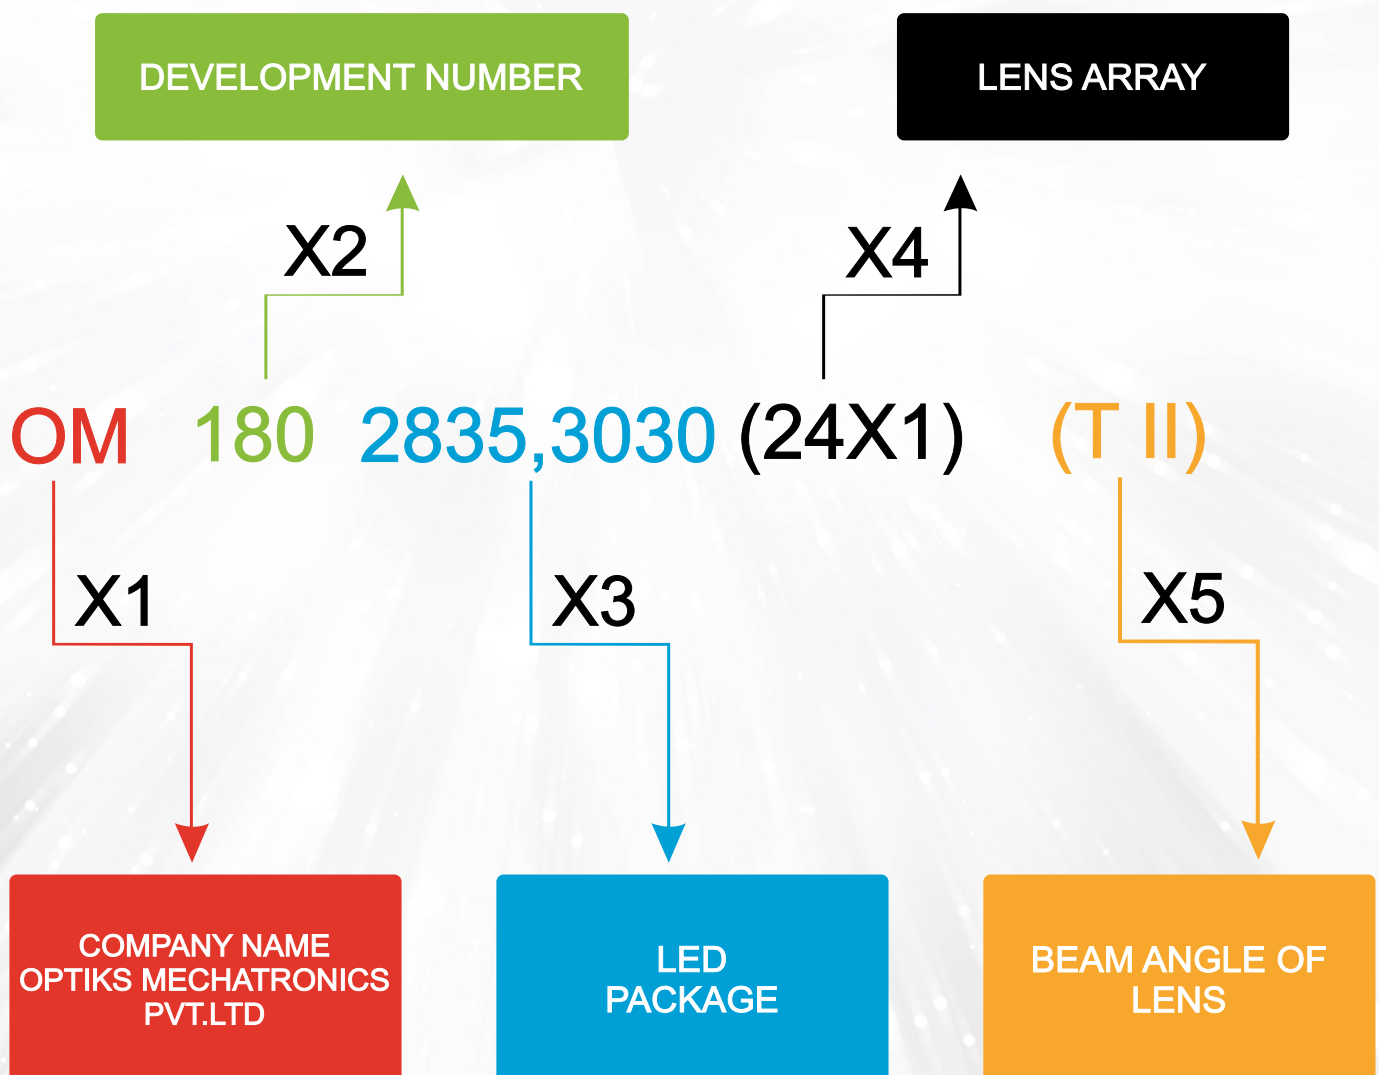 DEVELOPMENT NUMBER
LENS ARRAY
X2
X4
OM 180 2835,3030 (24X1) (T II)
X1
X3
X5
COMPANY NAME
OPTIKS MECHATRONICS
PVT.LTD
LED
PACKAGE
BEAM ANGLE OF
LENS